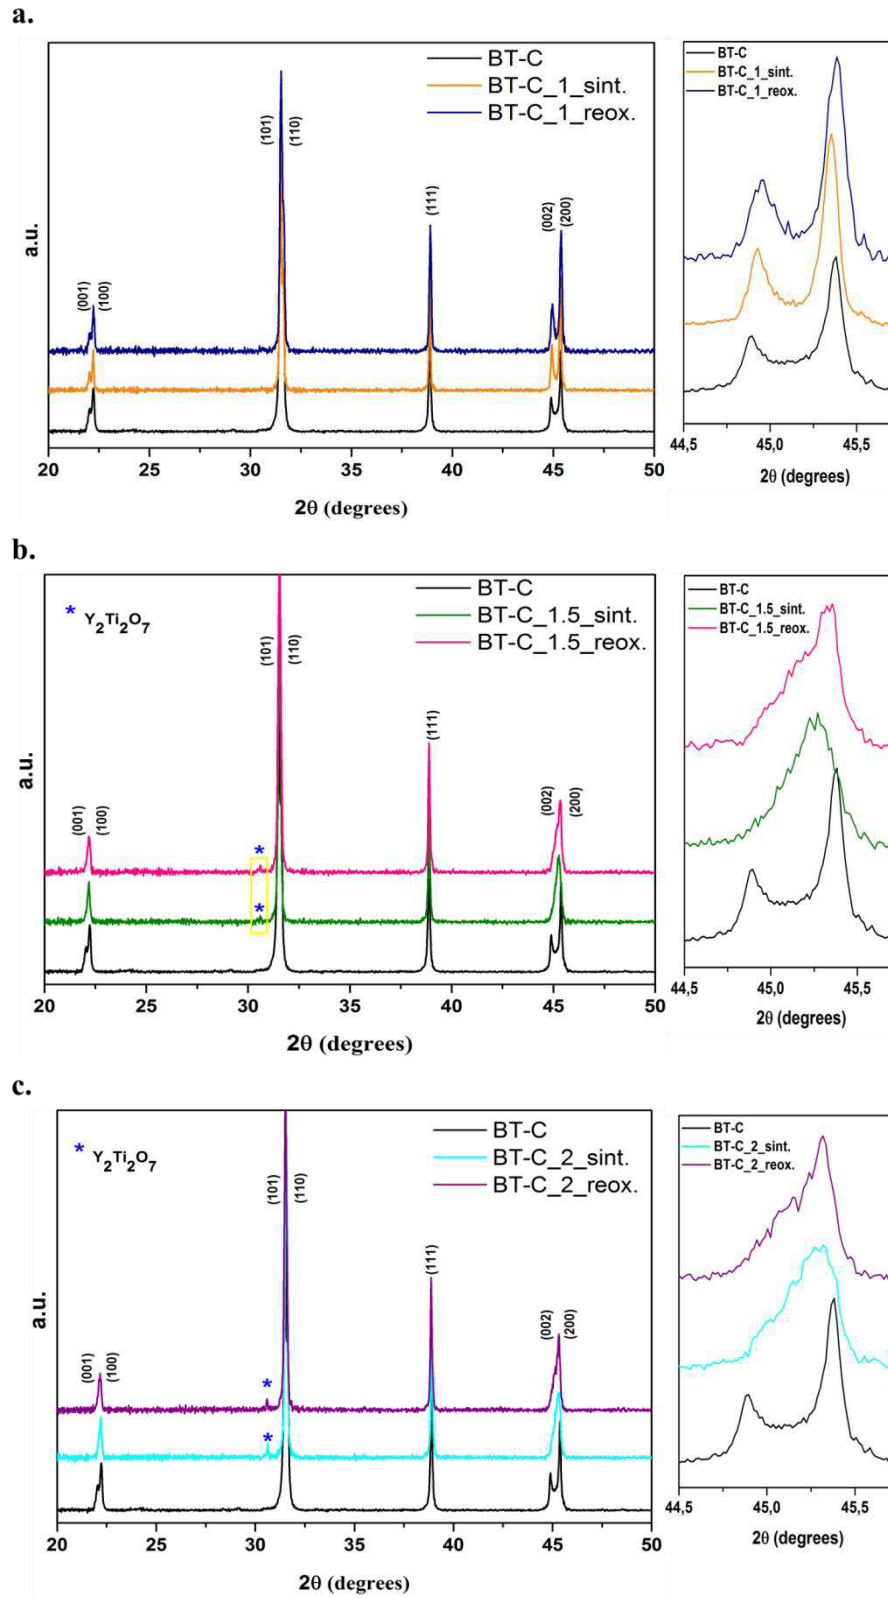 a.
BT-C
BT-C_1_sint.
BT-C_1_reox.
(001)
(100)
(101)
(110)
(111)
(002)
(200)
a.u.
20 25 30 35 40 45 50
2θ (degrees)
BT-C
BT-C_1_sint.
BT-C_1_reox.
44,5 45,0 45,5
2θ (degrees)
b.
* Y2Ti2O7
BT-C
BT-C_1.5_sint.
BT-C_1.5_reox.
(001)
(100)
(101)
(110)
(111)
(002)
(200)
*
*
a.u.
20 25 30 35 40 45 50
2θ (degrees)
BT-C
BT-C_1.5_sint.
BT-C_1.5_reox.
44,5 45,0 45,5
2θ (degrees)
c.
* Y2Ti2O7
BT-C
BT-C_2_sint.
BT-C_2_reox.
(001)
(100)
(101)
(110)
(111)
(002)
(200)
*
*
a.u.
20 25 30 35 40 45 50
2θ (degrees)
BT-C
BT-C_2_sint.
BT-C_2_reox.
44,5 45,0 45,5
2θ (degrees)